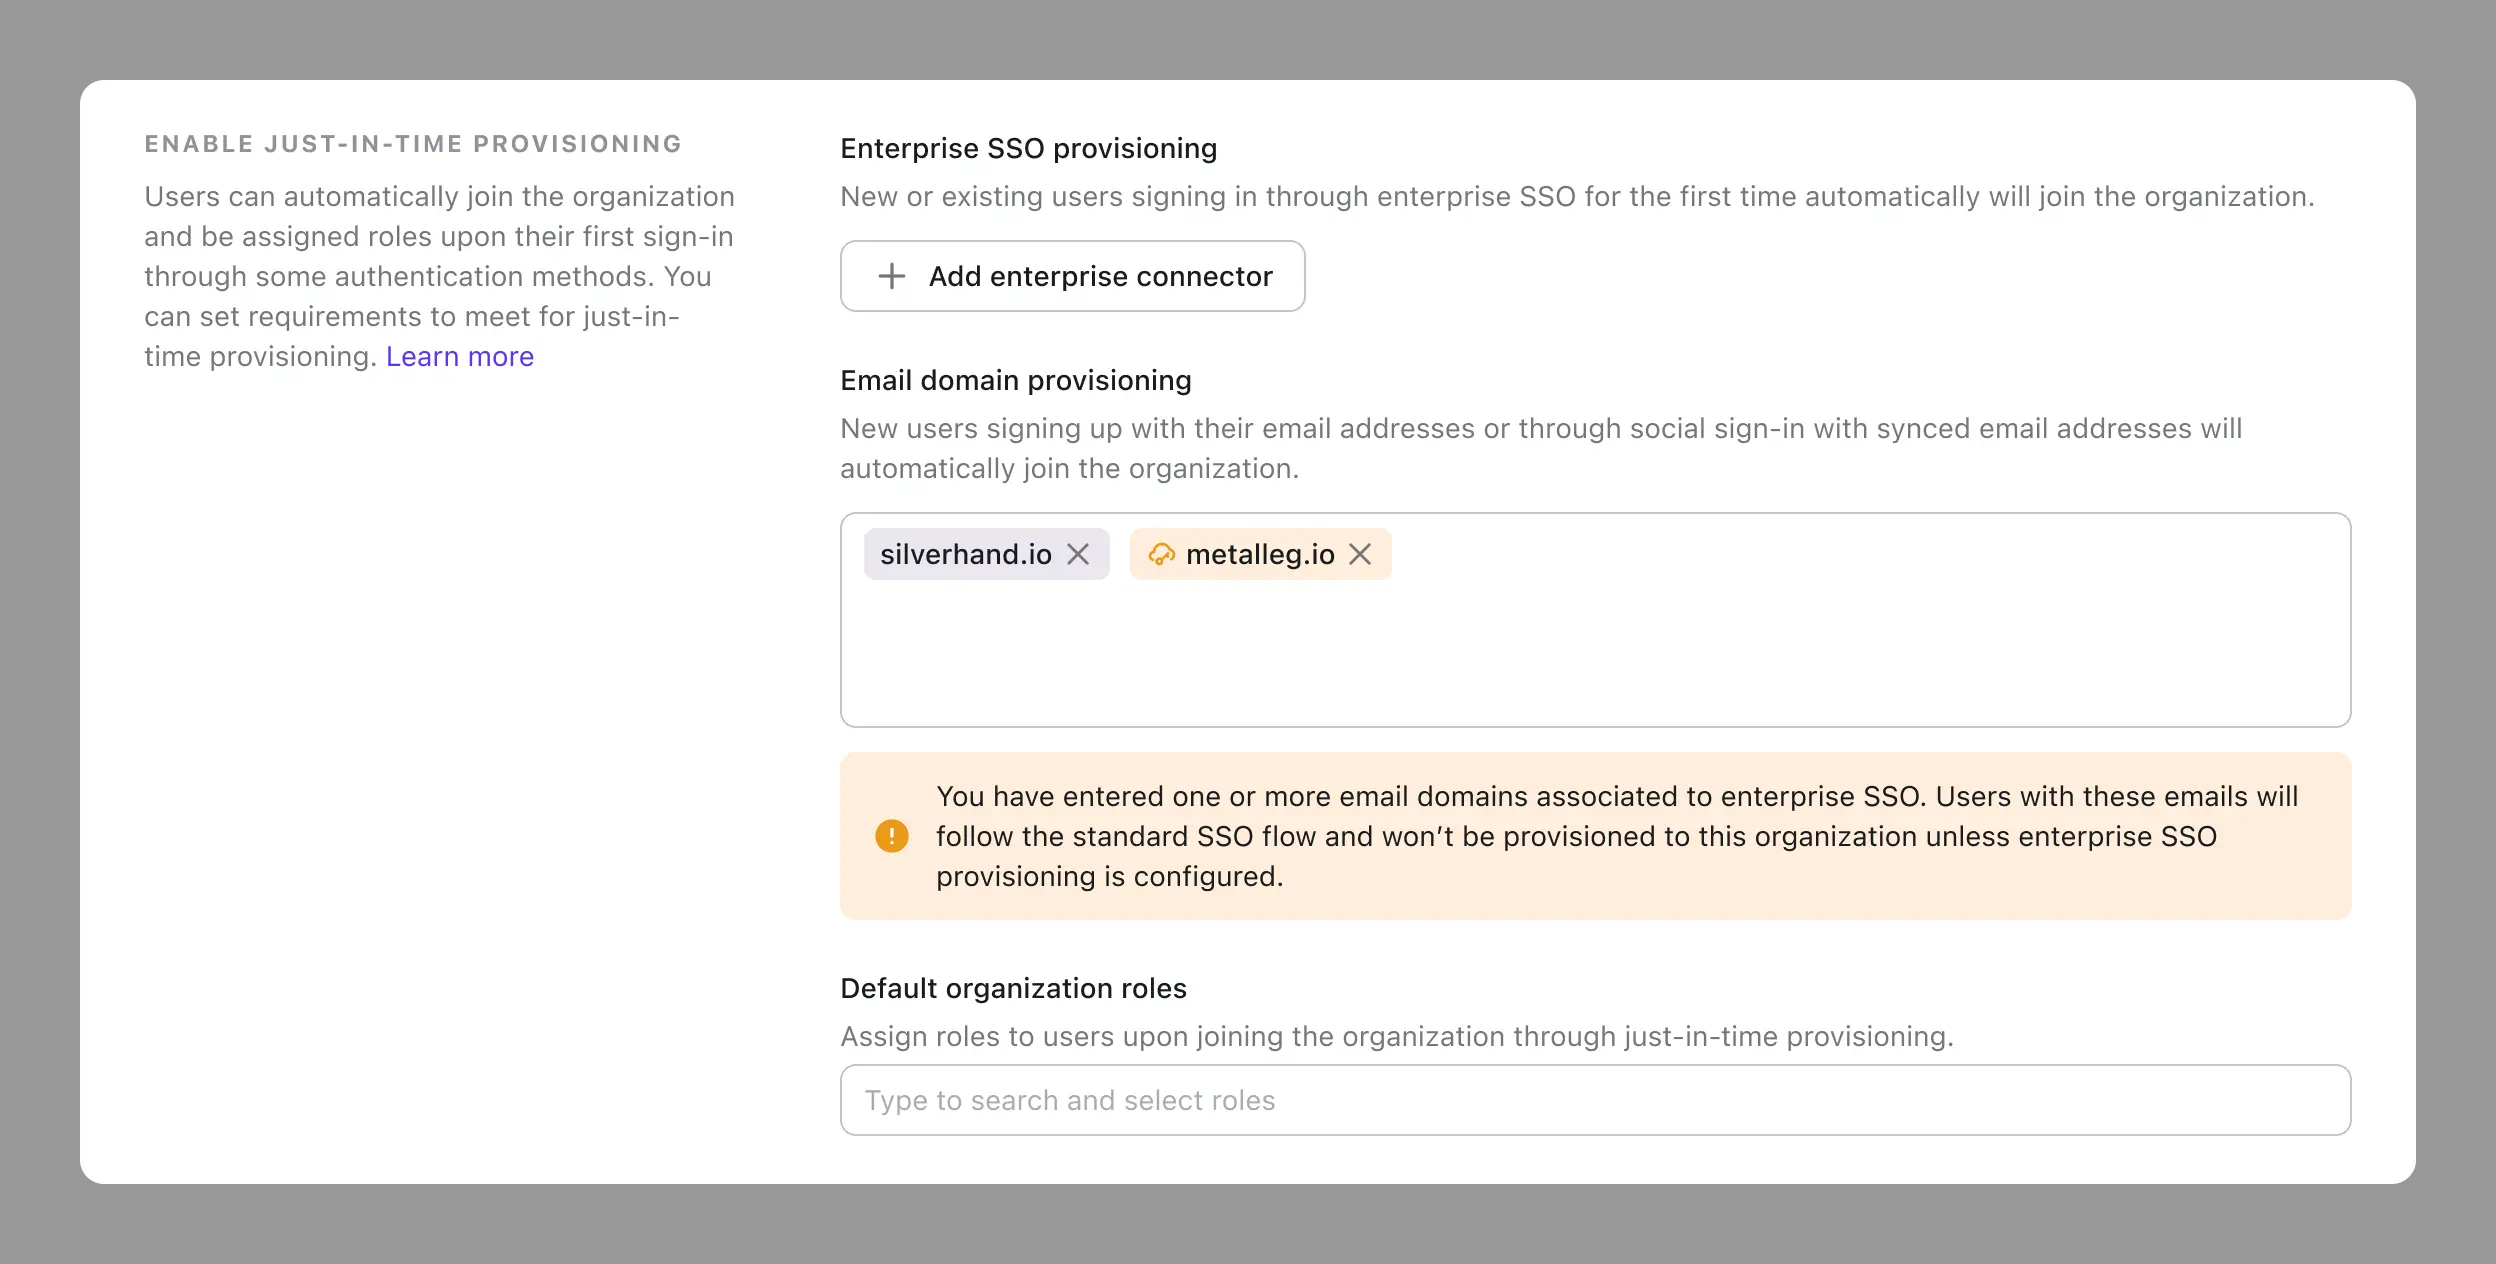 ENABLE JUST-IN-TIME PROVISIONING
Users can automatically join the organization
and be assigned roles upon their first sign-in
through some authentication methods. You
can set requirements to meet for just-in-
time provisioning. Learn more
Enterprise SSO provisioning
New or existing users signing in through enterprise SSO for the first time automatically will join the organization.
Add enterprise connector
Email domain provisioning
New users signing up with their email addresses or through social sign-in with synced email addresses will
automatically join the organization.
silverhand.io metalleg.io
You have entered one or more email domains associated to enterprise SSO. Users with these emails will
follow the standard SSO flow and won’t be provisioned to this organization unless enterprise SSO
provisioning is configured.
Default organization roles
Assign roles to users upon joining the organization through just-in-time provisioning.
Type to search and select roles